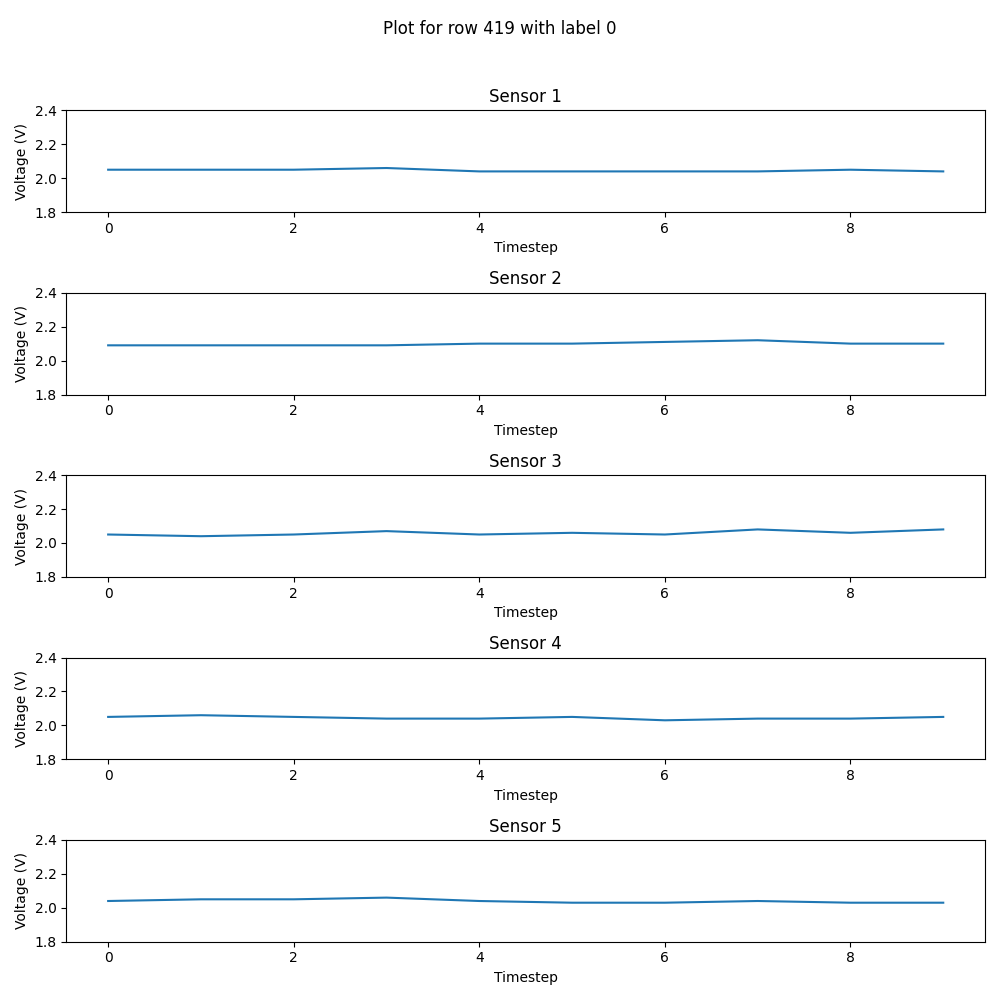 Plot for row 419 with label 0
Sensor 1
2.4
2.2
2.0
1.8
Voltage (V)
0 2 4 6 8
Timestep
Sensor 2
2.4
2.2
2.0
1.8
Voltage (V)
0 2 4 6 8
Timestep
Sensor 3
2.4
2.2
2.0
1.8
Voltage (V)
0 2 4 6 8
Timestep
Sensor 4
2.4
2.2
2.0
1.8
Voltage (V)
0 2 4 6 8
Timestep
Sensor 5
2.4
2.2
2.0
1.8
Voltage (V)
0 2 4 6 8
Timestep